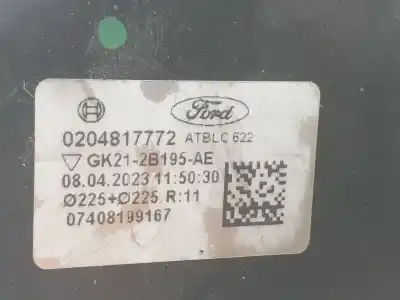 Ford
0204817772 ATBLC 622
GK21-2B195-AE
08.04.2023 11:50:30
Ø225+Ø225 R:11
07408199167